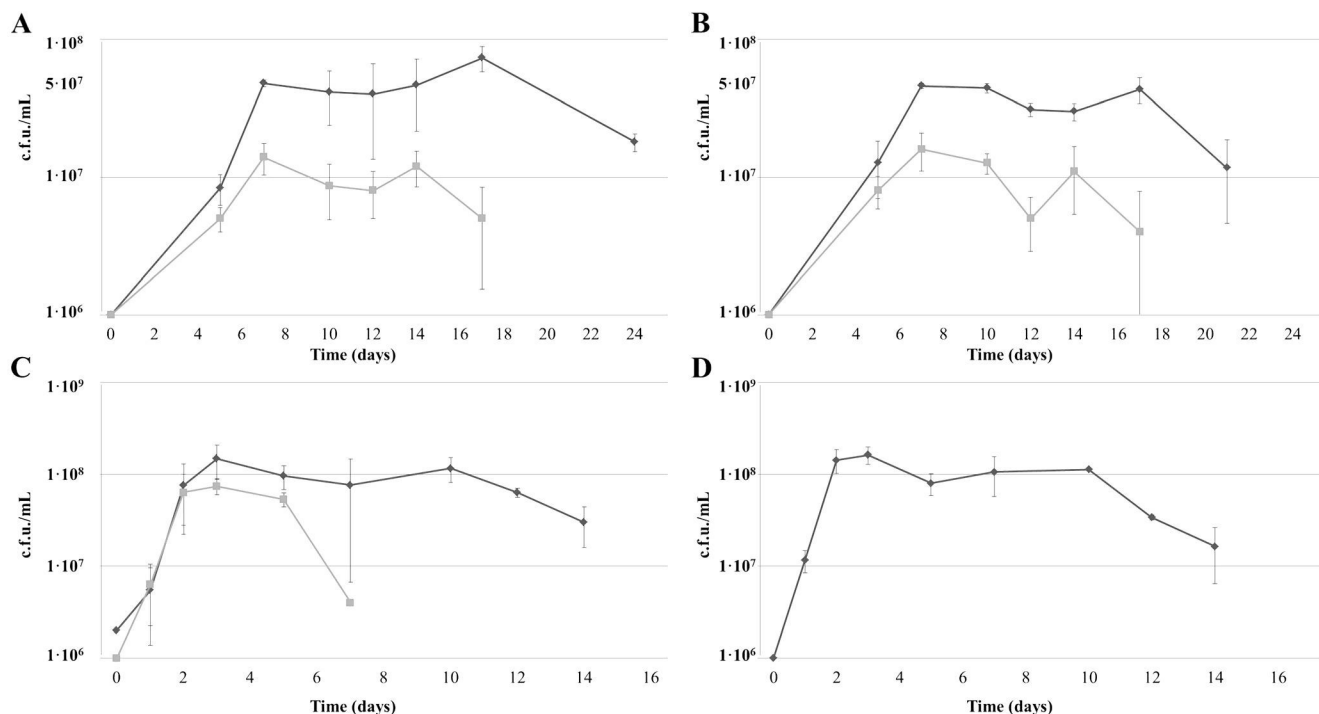 A
1·10⁸
5·10⁷
c.f.u./mL
1·10⁷
1·10⁶
0 2 4 6 8 10 12 14 16 18 20 22 24
Time (days)
B
1·10⁸
5·10⁷
c.f.u./mL
1·10⁷
1·10⁶
0 2 4 6 8 10 12 14 16 18 20 22 24
Time (days)
C
1·10⁹
1·10⁸
c.f.u./mL
1·10⁷
1·10⁶
0 2 4 6 8 10 12 14 16
Time (days)
D
1·10⁹
1·10⁸
c.f.u./mL
1·10⁷
1·10⁶
0 2 4 6 8 10 12 14 16
Time (days)